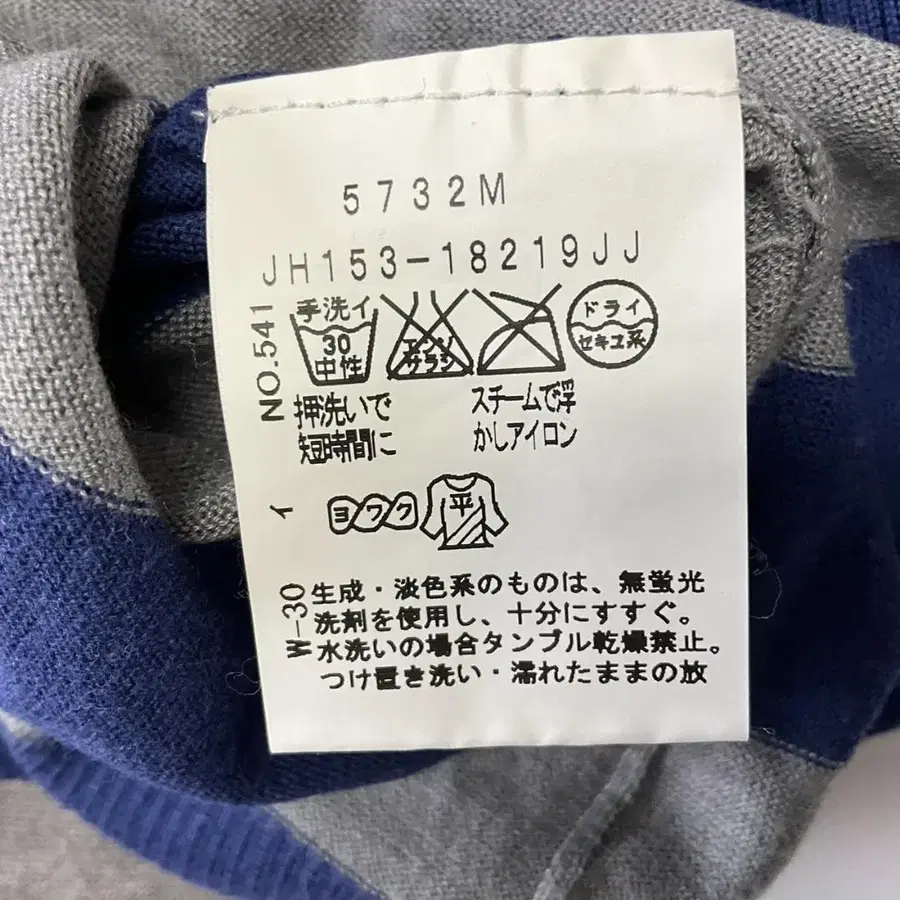 5732M
JH153-18219JJ
NO.541
手洗イ
30
中性
エンソ
サラシ
ドライ
セキユ系
押洗いで
短時間に
スチームで浮
かしアイロン
イ
ヨワク
平
W-30
生成・淡色系のものは、無蛍光
洗剤を使用し、十分にすすぐ。
水洗いの場合タンブル乾燥禁止。
つけ置き洗い・濡れたままの放